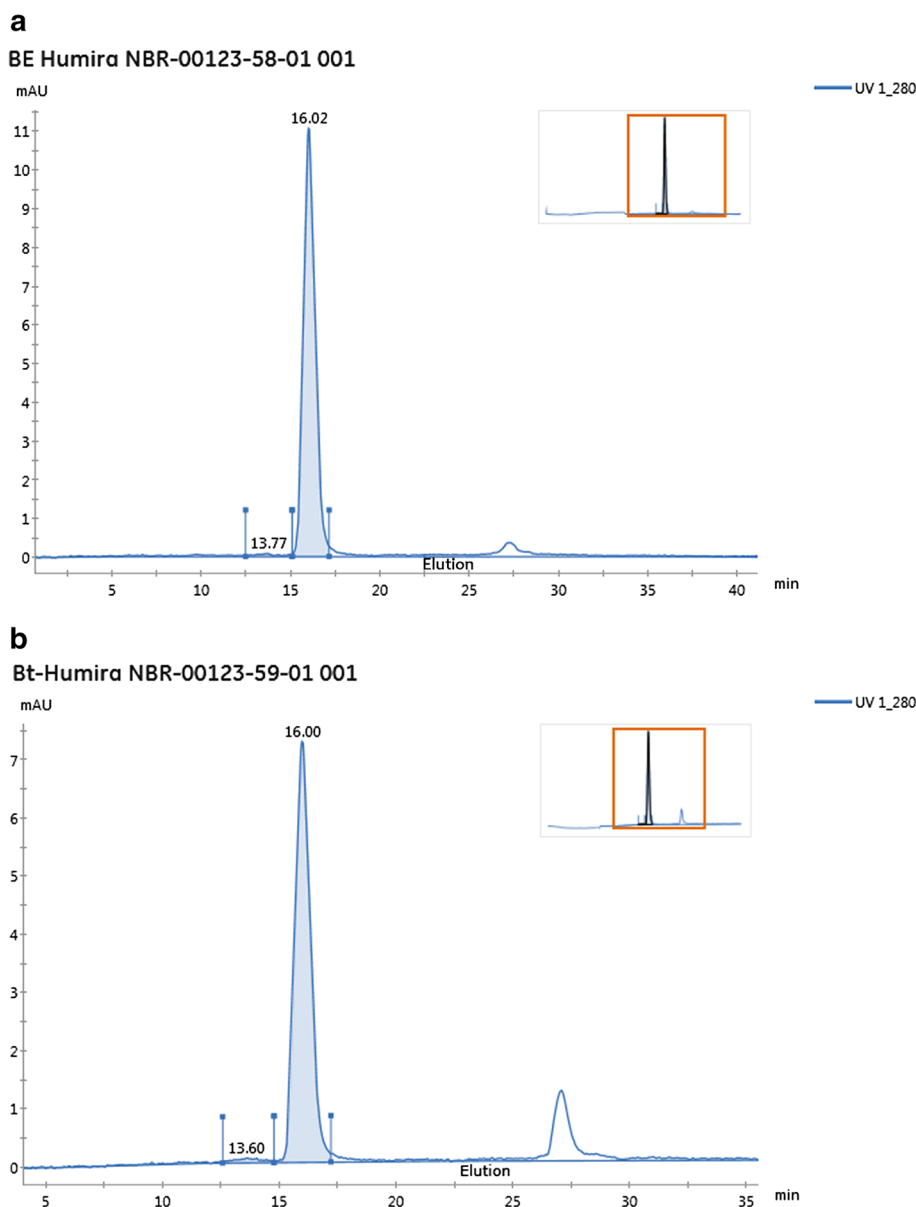 a
BE Humira NBR-00123-58-01 001
mAU
UV 1_280
16.02
11
10
9
8
7
6
5
4
3
2
1
0
13.77
Elution
5 10 15 20 25 30 35 40
min
b
Bt-Humira NBR-00123-59-01 001
mAU
UV 1_280
16.00
7
6
5
4
3
2
1
0
13.60
Elution
5 10 15 20 25 30 35
min